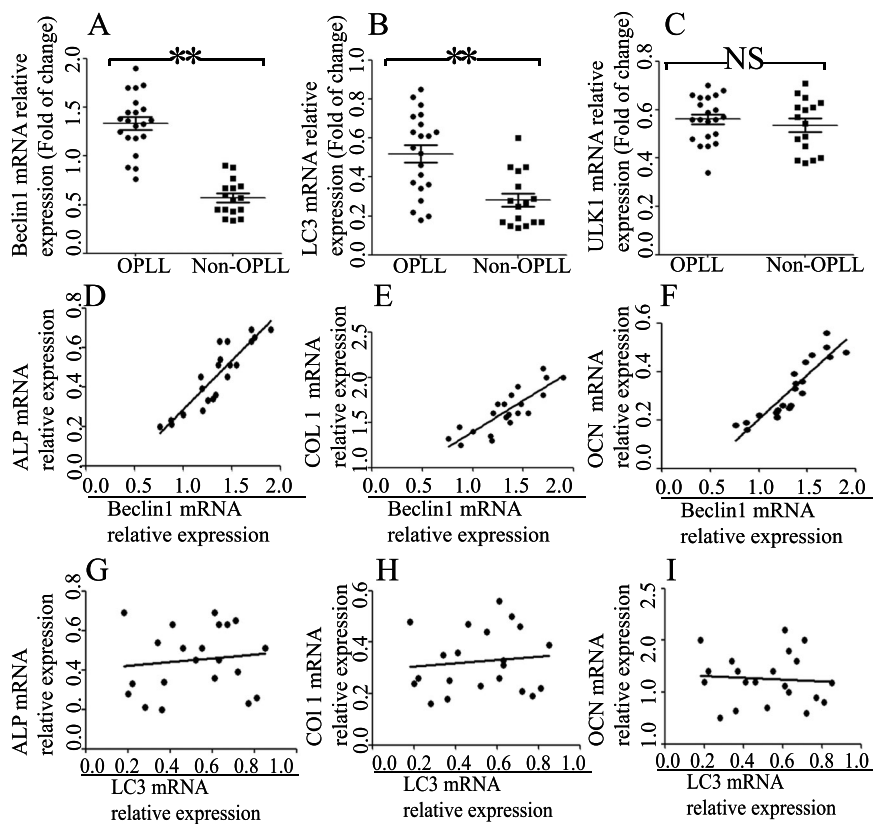 A
Beclin1 mRNA relative
expression (Fold of change)
0.0 0.5 1.0 1.5 2.0
**
OPLL Non-OPLL
B
LC3 mRNA relative
expression (Fold of change)
0.0 0.2 0.4 0.6 0.8 1.0
**
OPLL Non-OPLL
C
ULK1 mRNA relative
expression (Fold of change)
0.0 0.2 0.4 0.6 0.8
NS
OPLL Non-OPLL
D
ALP mRNA
relative expression
0.0 0.2 0.4 0.6 0.8
0.0 0.5 1.0 1.5 2.0
Beclin1 mRNA
relative expression
E
COL 1 mRNA
relative expression
1.0 1.5 2.0 2.5
0.0 0.5 1.0 1.5 2.0
Beclin1 mRNA
relative expression
F
OCN mRNA
relative expression
0.0 0.2 0.4 0.6
0.0 0.5 1.0 1.5 2.0
Beclin1 mRNA
relative expression
G
ALP mRNA
relative expression
0.0 0.2 0.4 0.6 0.8
0.0 0.2 0.4 0.6 0.8 1.0
LC3 mRNA
relative expression
H
COl 1 mRNA
relative expression
0.0 0.2 0.4 0.6
0.0 0.2 0.4 0.6 0.8 1.0
LC3 mRNA
relative expression
I
OCN mRNA
relative expression
1.0 1.6 2.0 2.5
0.0 0.2 0.4 0.6 0.8 1.0
LC3 mRNA
relative expression